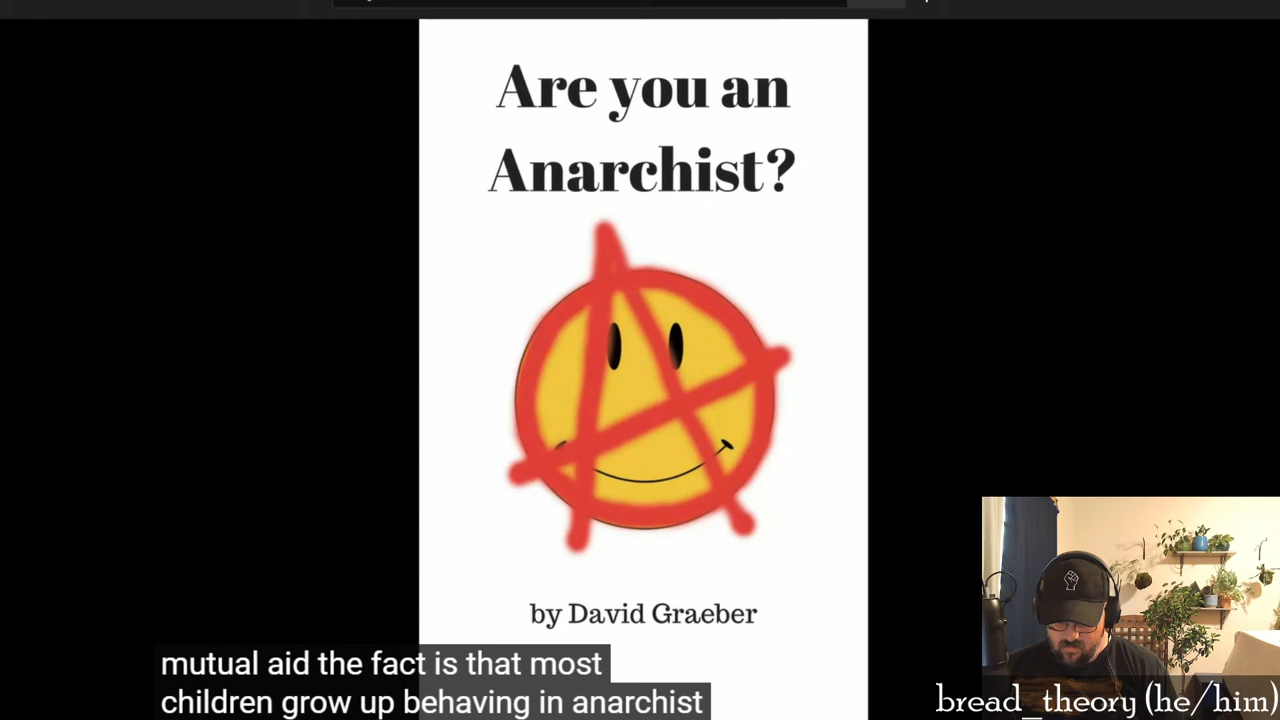 Are you an
Anarchist?
by David Graeber
mutual aid the fact is that most
children grow up behaving in anarchist
bread_theory (he/him)